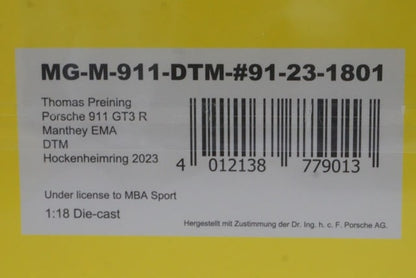 MG-M-911-DTM-#91-23-1801
Thomas Preining
Porsche 911 GT3 R
Manthey EMA
DTM
Hockenheimring 2023
4 012138 779013
Under license to MBA Sport
1:18 Die-cast
Hergestellt mit Zustimmung der Dr. Ing. h. c. F. Porsche AG.